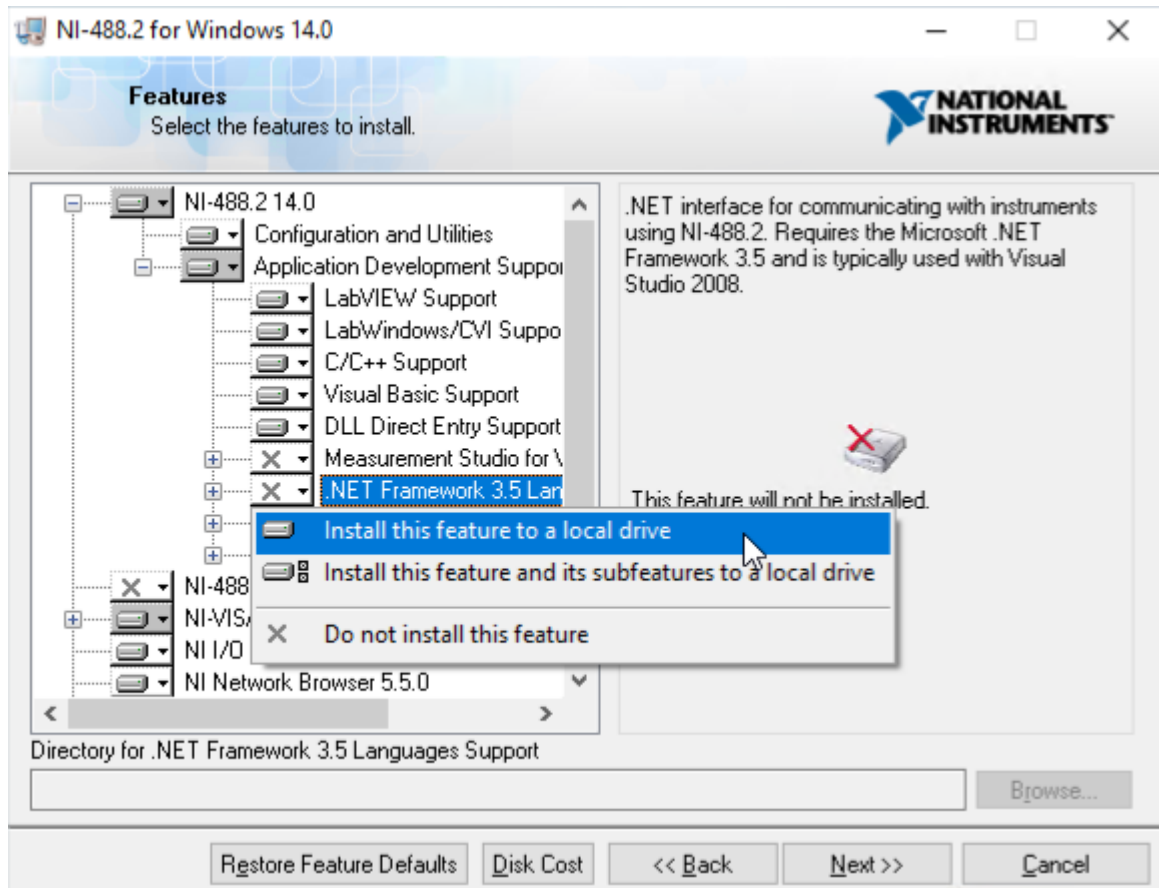 NI-488.2 for Windows 14.0
Features
Select the features to install.
NATIONAL
INSTRUMENTS
NI-488.2 14.0
Configuration and Utilities
Application Development Suppor
LabVIEW Support
LabWindows/CVI Suppo
C/C++ Support
Visual Basic Support
DLL Direct Entry Support
Measurement Studio for V
.NET Framework 3.5 Lan
NI-488
NI-VISA
NI I/O
NI Network Browser 5.5.0
Install this feature to a local drive
Install this feature and its subfeatures to a local drive
Do not install this feature
.NET interface for communicating with instruments
using NI-488.2. Requires the Microsoft .NET
Framework 3.5 and is typically used with Visual
Studio 2008.
This feature will not be installed.
Directory for .NET Framework 3.5 Languages Support
Browse...
Restore Feature Defaults
Disk Cost
<< Back
Next >>
Cancel